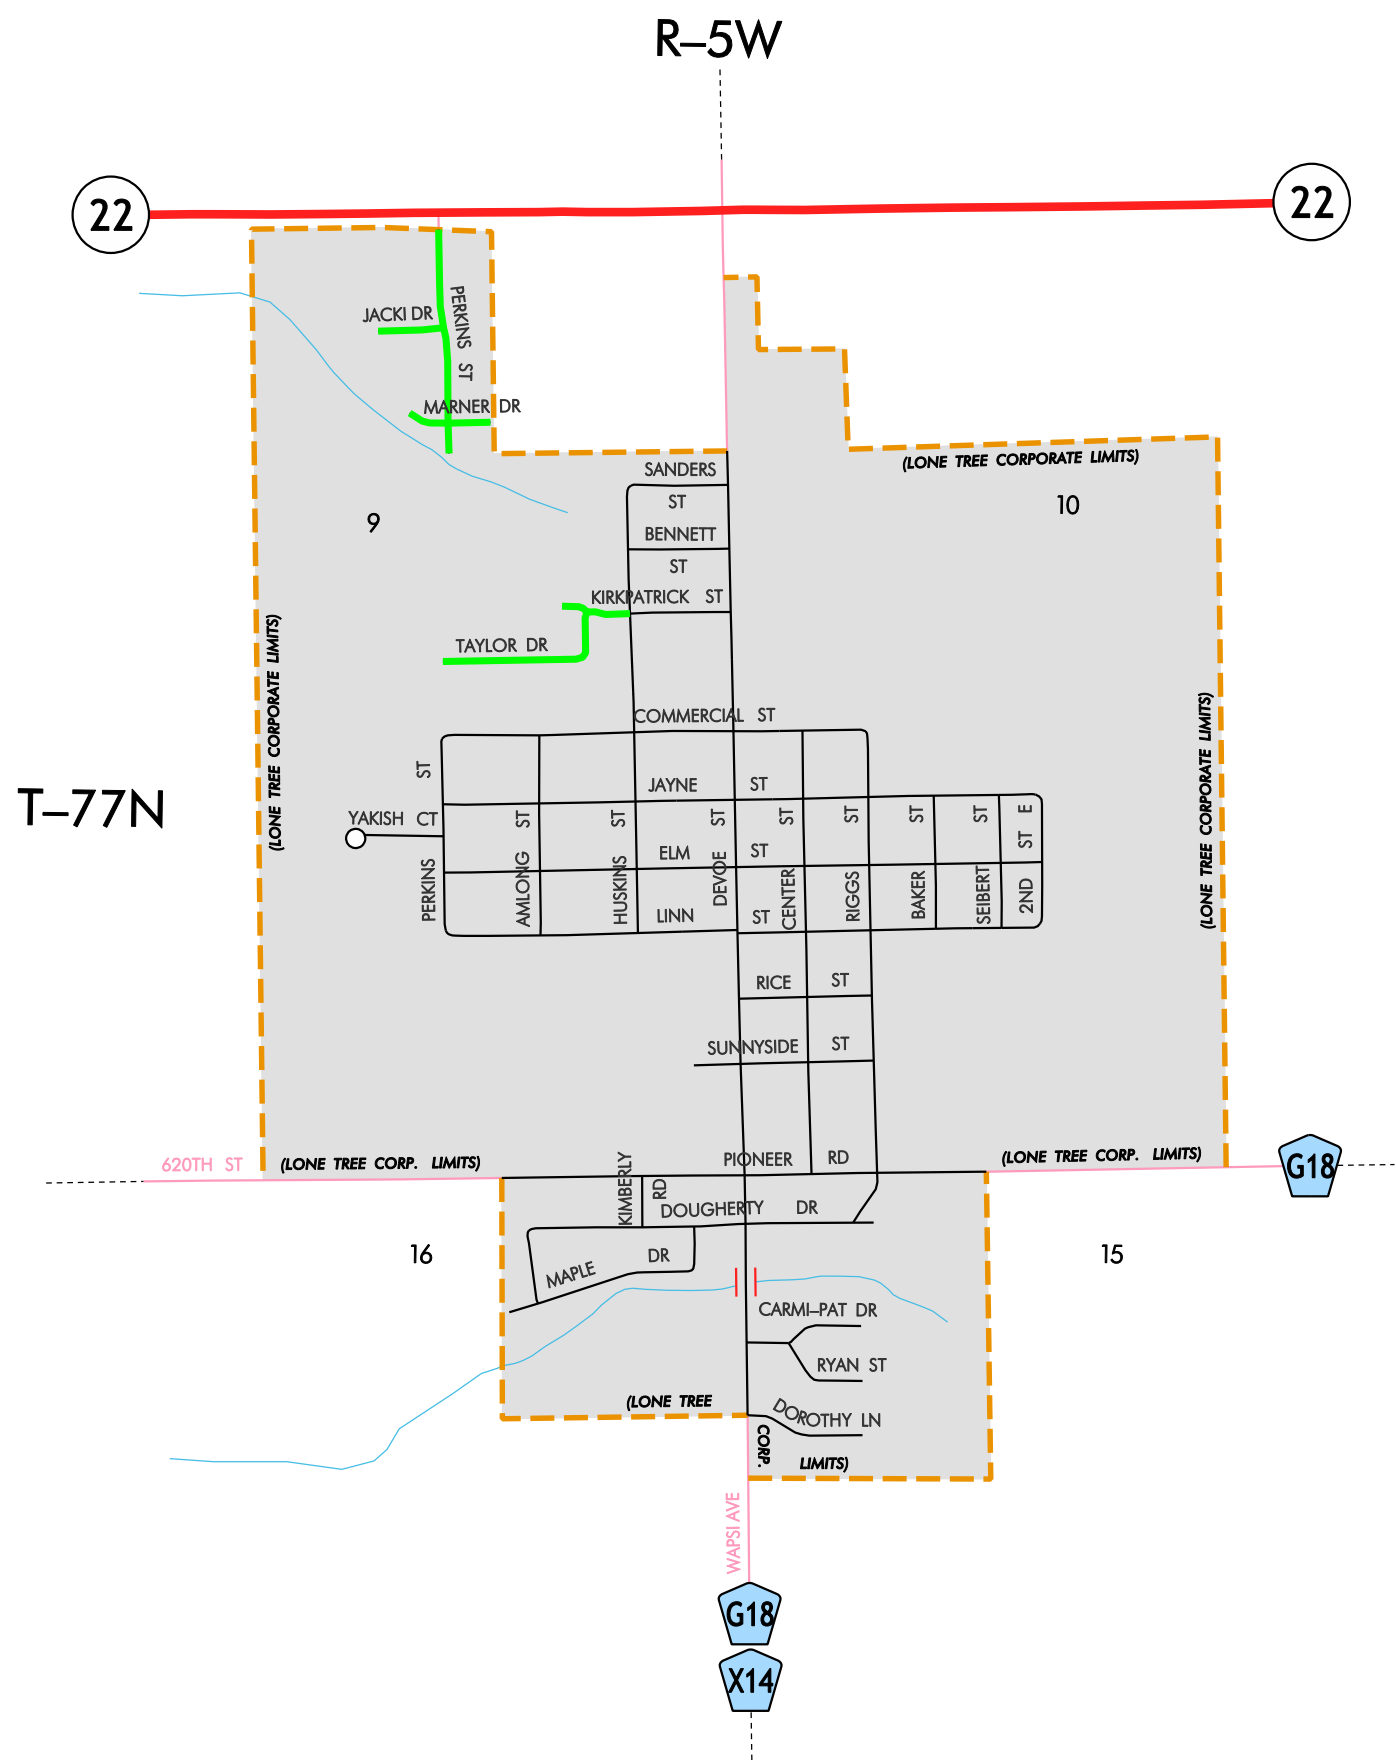 R–5W
22
22
JACKI DR
PERKINS ST
MARNER DR
(LONE TREE CORPORATE LIMITS)
SANDERS
ST
10
9
BENNETT
ST
KIRKPATRICK ST
TAYLOR DR
(LONE TREE CORPORATE LIMITS)
(LONE TREE CORPORATE LIMITS)
COMMERCIAL ST
T–77N
JAYNE ST
YAKISH CT
ELM ST
LINN ST
PERKINS ST
AMLONG ST
HUSKINS ST
DEVOE ST
CENTER ST
RIGGS ST
BAKER ST
SEIBERT ST
2ND ST E
RICE ST
SUNNYSIDE ST
620TH ST
(LONE TREE CORP. LIMITS)
PIONEER RD
(LONE TREE CORP. LIMITS)
G18
KIMBERLY
RD
DOUGHERTY DR
16
15
MAPLE DR
CARMI–PAT DR
RYAN ST
(LONE TREE
CORP.
LIMITS)
DOROTHY LN
WAPSI AVE
G18
X14